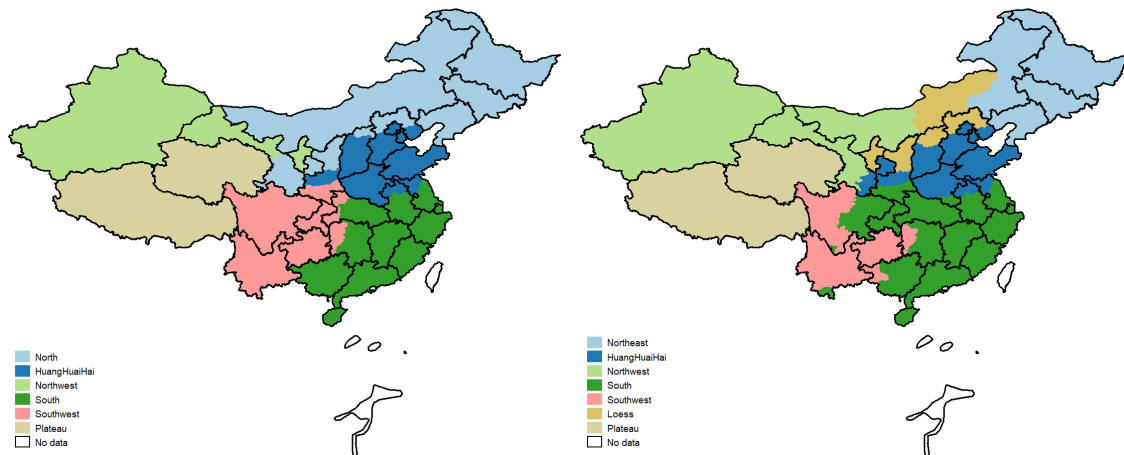 North
HuangHuaiHai
Northwest
South
Southwest
Plateau
No data
Northeast
HuangHuaiHai
Northwest
South
Southwest
Loess
Plateau
No data